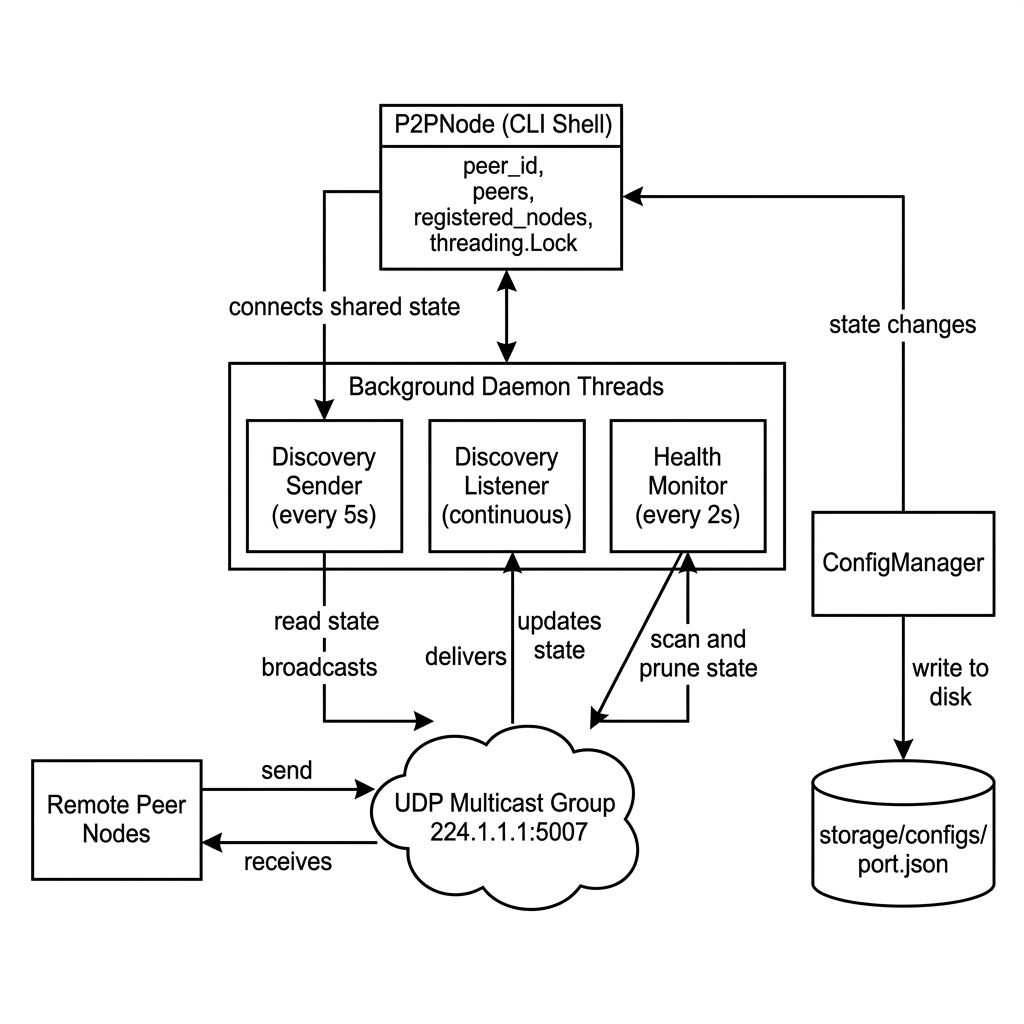 P2PNode (CLI Shell)
peer_id,
peers,
registered_nodes,
threading.Lock
connects shared state
state changes
Background Daemon Threads
Discovery
Sender
(every 5s)
Discovery
Listener
(continuous)
Health
Monitor
(every 2s)
ConfigManager
read state
broadcasts
delivers
updates
state
scan and
prune state
write to
disk
Remote Peer
Nodes
send
receives
UDP Multicast Group
224.1.1.1:5007
storage/configs/
port.json